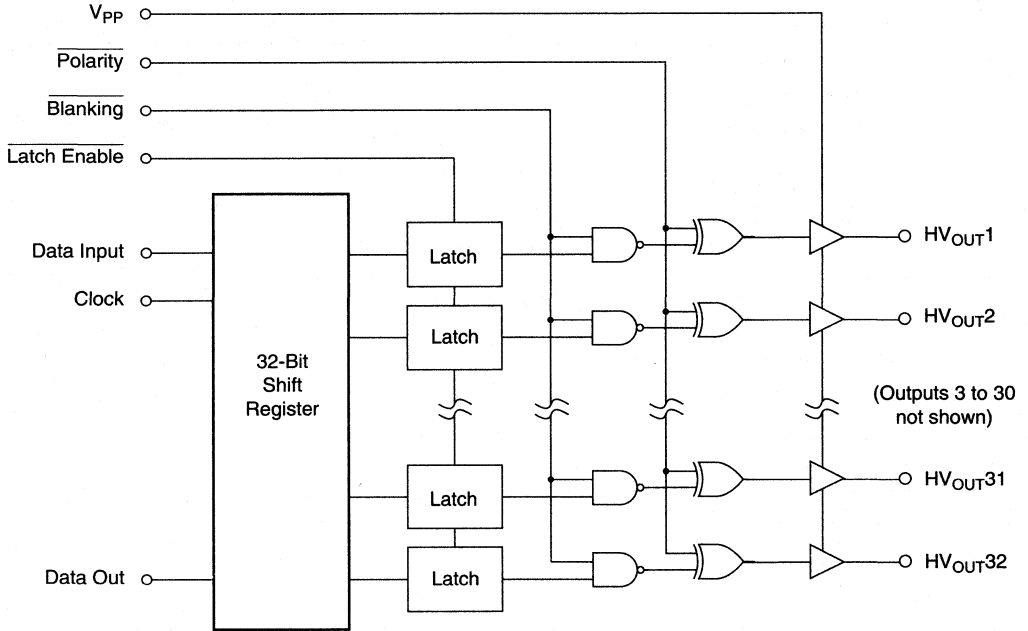 VPP
Polarity
Blanking
Latch Enable
Data Input
Clock
Data Out
32-Bit
Shift
Register
Latch
Latch
Latch
Latch
HVOUT1
HVOUT2
(Outputs 3 to 30
not shown)
HVOUT31
HVOUT32